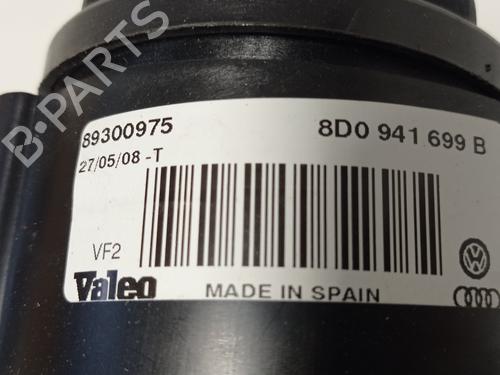 B-PARTS
89300975
8D0 941 699 B
27/05/08 -T
VF2
Valeo
MADE IN SPAIN